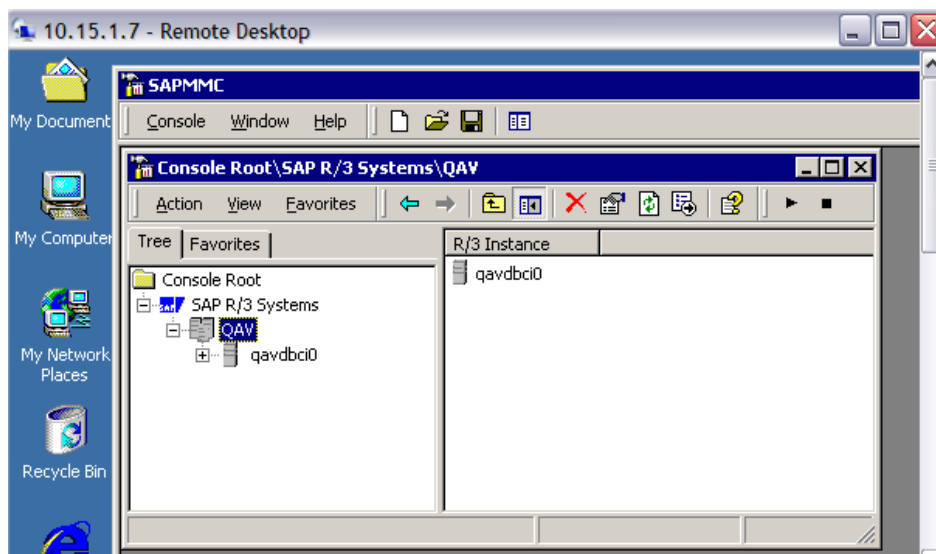 10.15.1.7 - Remote Desktop
My Document
My Computer
My Network
Places
Recycle Bin
SAPMMC
Console Window Help
Console Root\SAP R/3 Systems\QAV
Action View Favorites
Tree Favorites
Console Root
SAP SAP R/3 Systems
QAV
qavdbci0
R/3 Instance
qavdbci0